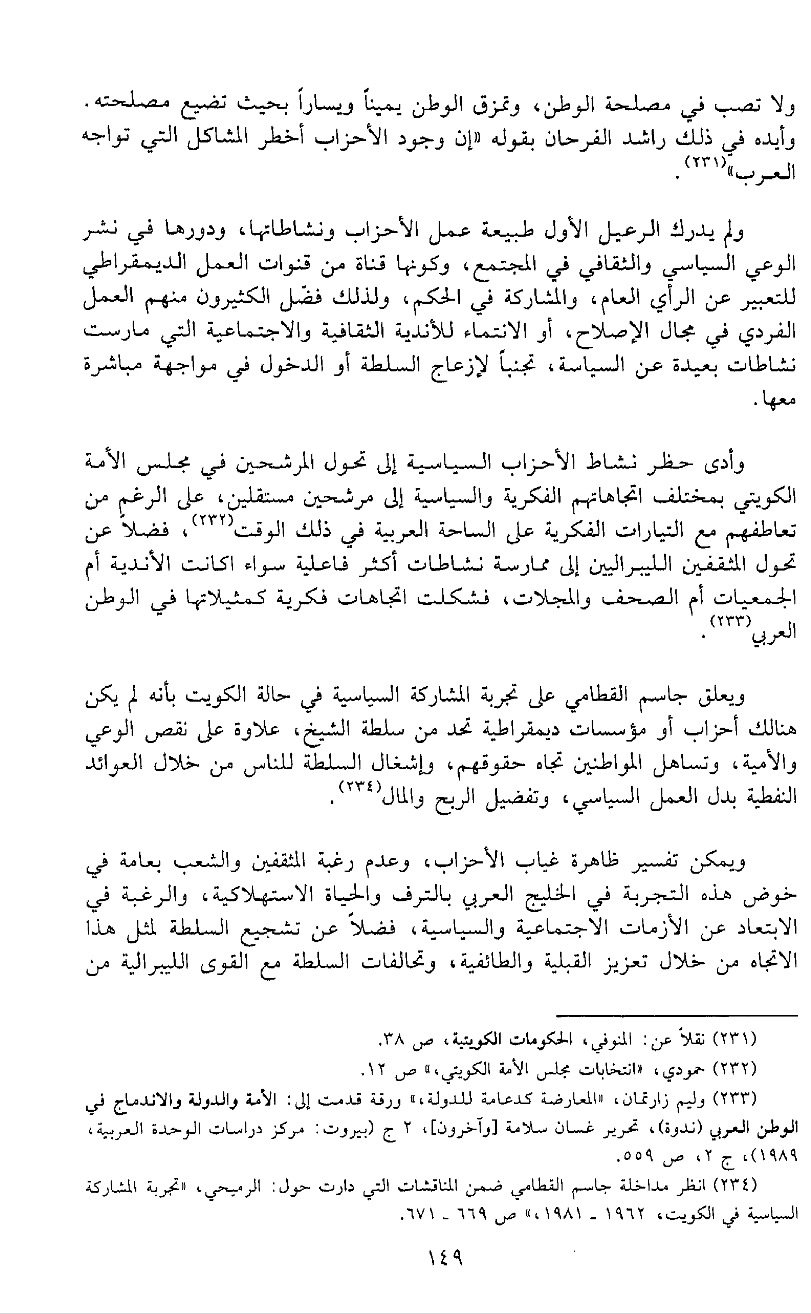 ولا تصب في مصلحة الوطن، وتمزق الوطن يميناً ويساراً بحيث تضيع مصلحته.
وأيده في ذلك راشد الفرحان بقوله «إن وجود الأحزاب أخطر المشاكل التي تواجه
العرب»(٢٣١).
ولم يدرك الرعيل الأول طبيعة عمل الأحزاب ونشاطاتها، ودورها في نشر
الوعي السياسي والثقافي في المجتمع، وكونها قناة من قنوات العمل الديمقراطي
للتعبير عن الرأي العام، والمشاركة في الحكم، ولذلك فضّل الكثيرون منهم العمل
الفردي في مجال الإصلاح، أو الانتماء للأندية الثقافية والاجتماعية التي مارست
نشاطات بعيدة عن السياسة، تجنباً لإزعاج السلطة أو الدخول في مواجهة مباشرة
معها.
وأدى حظر نشاط الأحزاب السياسية إلى تحول المرشحين في مجلس الأمة
الكويتي بمختلف اتجاهاتهم الفكرية والسياسية إلى مرشحين مستقلين، على الرغم من
تعاطفهم مع التيارات الفكرية على الساحة العربية في ذلك الوقت(٢٣٢)، فضلاً عن
تحول المثقفين الليبراليين إلى ممارسة نشاطات أكثر فاعلية سواء اكانت الأندية أم
الجمعيات أم الصحف والمجلات، فشكلت اتجاهات فكرية كمثيلاتها في الوطن
العربي(٢٣٣).
ويعلق جاسم القطامي على تجربة المشاركة السياسية في حالة الكويت بأنه لم يكن
هنالك أحزاب أو مؤسسات ديمقراطية تحد من سلطة الشيخ، علاوة على نقص الوعي
والأمية، وتساهل المواطنين تجاه حقوقهم، وإشغال السلطة للناس من خلال العوائد
النفطية بدل العمل السياسي، وتفضيل الربح والمال(٢٣٤).
ويمكن تفسير ظاهرة غياب الأحزاب، وعدم رغبة المثقفين والشعب بعامة في
خوض هذه التجربة في الخليج العربي بالترف والحياة الاستهلاكية، والرغبة في
الابتعاد عن الأزمات الاجتماعية والسياسية، فضلاً عن تشجيع السلطة لمثل هذا
الاتجاه من خلال تعزيز القبلية والطائفية، وتحالفات السلطة مع القوى الليبرالية من
(٢٣١) نقلاً عن: المنوفي، الحكومات الكويتية، ص ٣٨.
(٢٣٢) حمودي، «انتخابات مجلس الأمة الكويتي،» ص ١٢.
(٢٣٣) وليم زارتمان، «المعارضة كدعامة للدولة،» ورقة قدمت إلى: الأمة والدولة والاندماج في
الوطن العربي (ندوة)، تحرير غسان سلامة [وآخرون]، ٢ ج (بيروت: مركز دراسات الوحدة العربية،
١٩٨٩)، ج ٢، ص ٥٥٩.
(٢٣٤) انظر مداخلة جاسم القطامي ضمن المناقشات التي دارت حول: الرميحي، «تجربة المشاركة
السياسية في الكويت، ١٩٦٢ ـ ١٩٨١،» ص ٦٦٩ ـ ٦٧١.
١٤٩